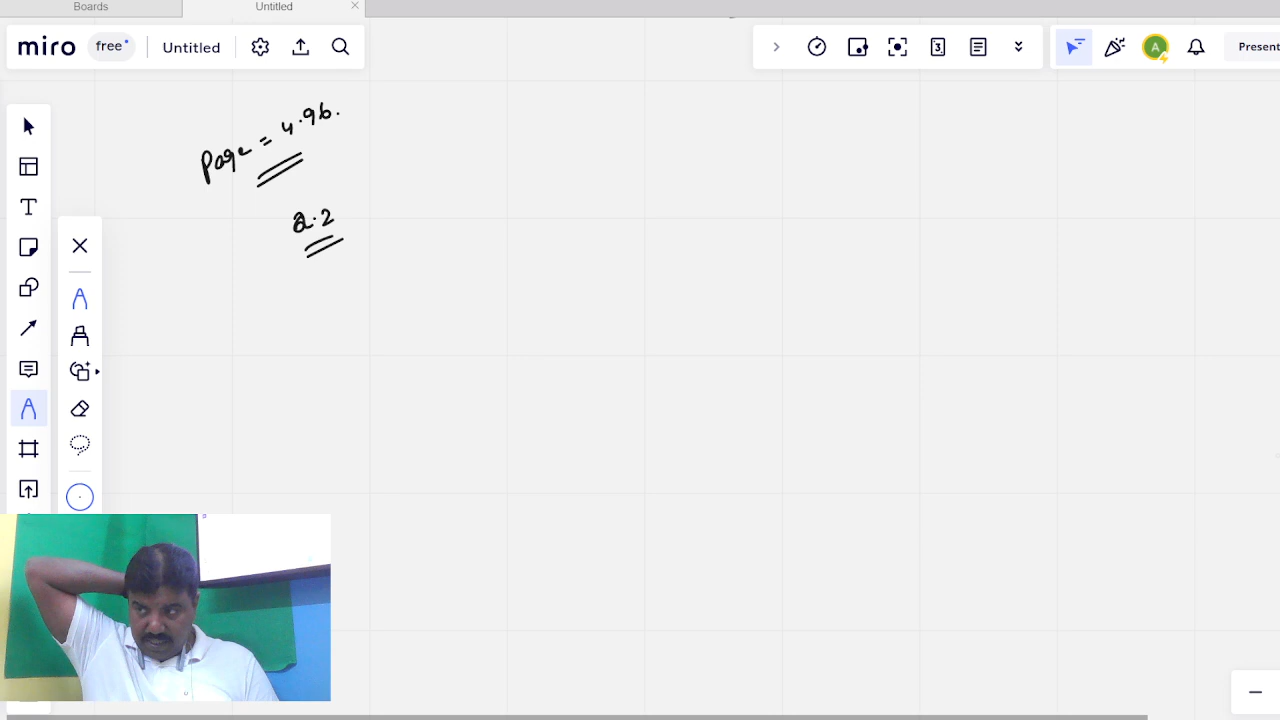 Boards Untitled
miro free Untitled
3 A Present
Page = 4.96.
Q.2